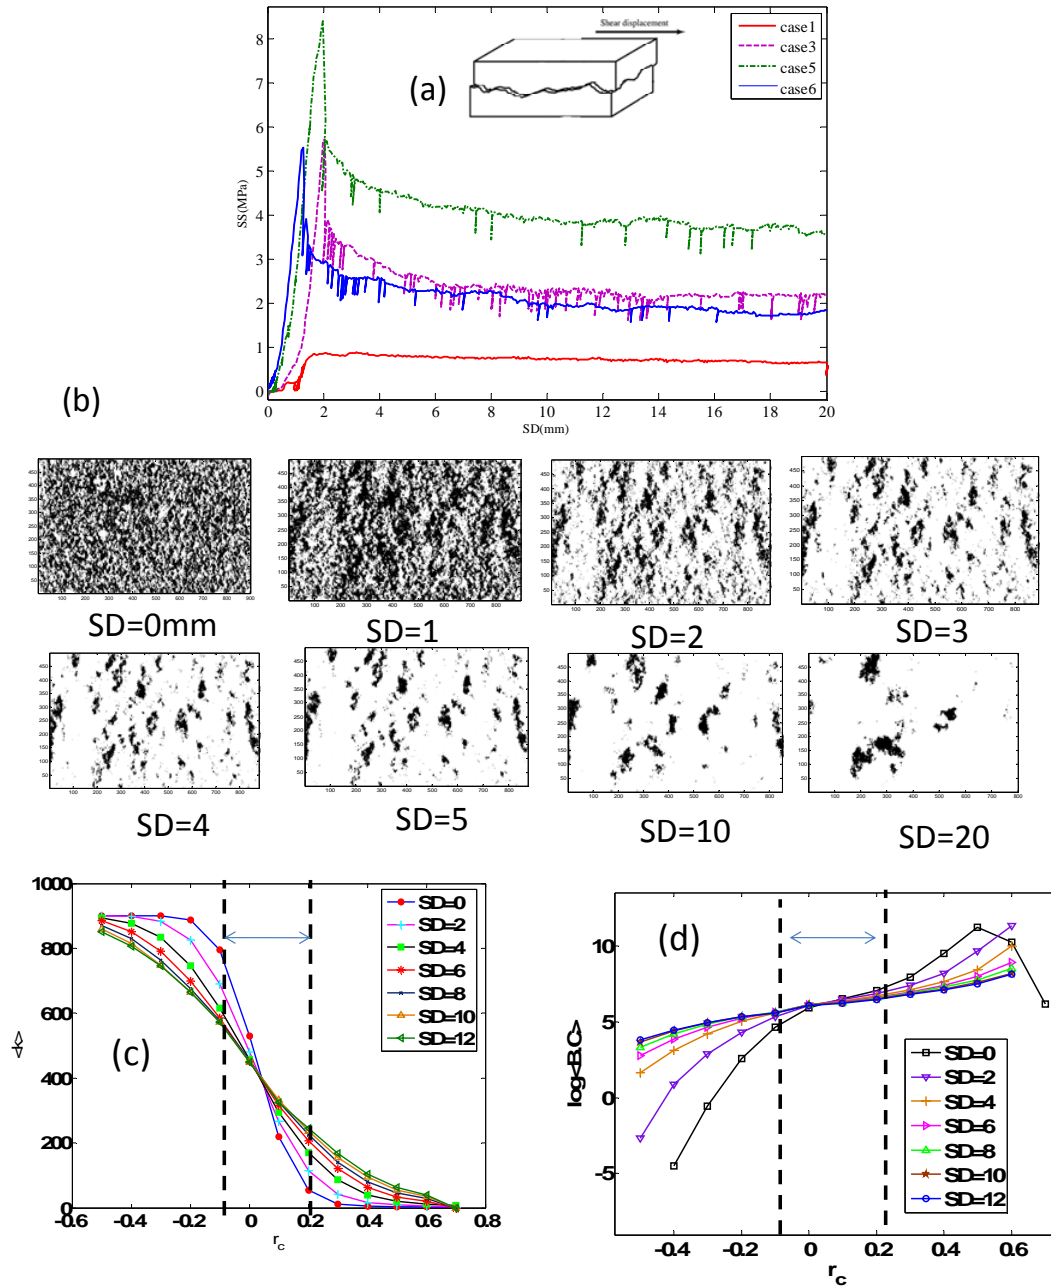 Shear displacement
case1
case3
case5
case6
(a)
8
7
6
5
4
3
2
1
0
SS(MPa)
0 2 4 6 8 10 12 14 16 18 20
SD(mm)
(b)
SD=0mm
SD=1
SD=2
SD=3
SD=4
SD=5
SD=10
SD=20
1000
800
600
400
200
0
-0.6 -0.4 -0.2 0 0.2 0.4 0.6 0.8
r_c
(c)
SD=0
SD=2
SD=4
SD=6
SD=8
SD=10
SD=12
(d)
10
5
0
-5
log<B.C>
-0.4 -0.2 0 0.2 0.4 0.6
r_c
SD=0
SD=2
SD=4
SD=6
SD=8
SD=10
SD=12